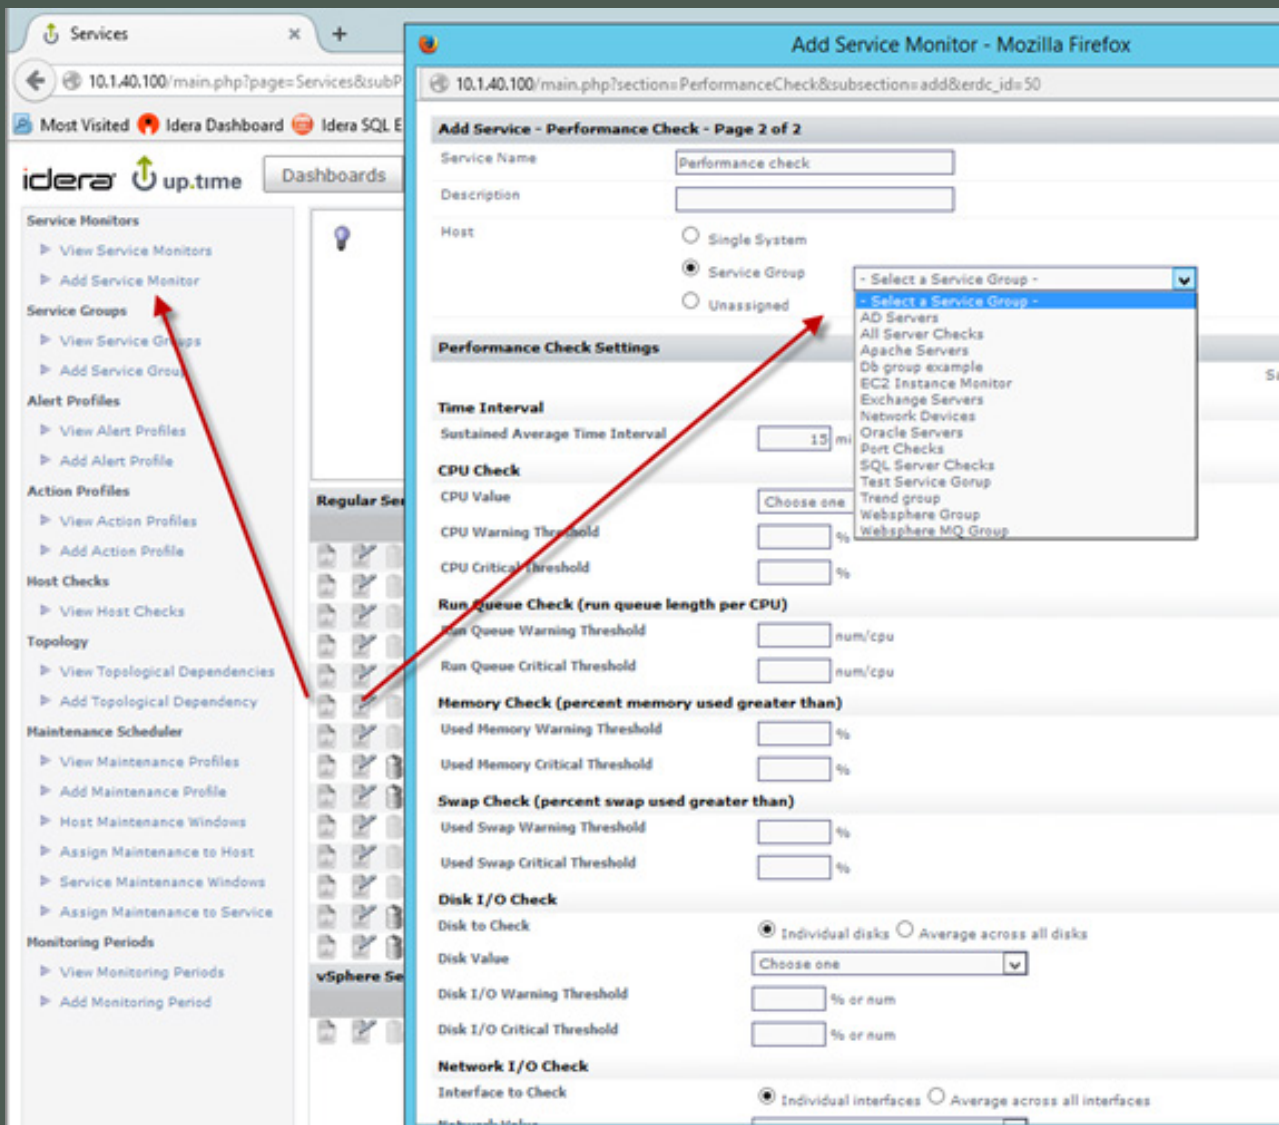 Services
10.1.40.100/main.php?page=Services&subP
Most Visited Idera Dashboard Idera SQL E
idera up.time Dashboards
Service Monitors
View Service Monitors
Add Service Monitor
Service Groups
View Service Groups
Add Service Group
Alert Profiles
View Alert Profiles
Add Alert Profile
Action Profiles
View Action Profiles
Add Action Profile
Host Checks
View Host Checks
Topology
View Topological Dependencies
Add Topological Dependency
Maintenance Scheduler
View Maintenance Profiles
Add Maintenance Profile
Host Maintenance Windows
Assign Maintenance to Host
Service Maintenance Windows
Assign Maintenance to Service
Monitoring Periods
View Monitoring Periods
Add Monitoring Period
Regular Ser
vSphere Se
Add Service Monitor - Mozilla Firefox
10.1.40.100/main.php?section=PerformanceCheck&subsection=add&erdc_id=50
Add Service - Performance Check - Page 2 of 2
Service Name Performance check
Description
Host Single System
Service Group - Select a Service Group -
Unassigned
- Select a Service Group -
AD Servers
All Server Checks
Apache Servers
Db group example
EC2 Instance Monitor
Exchange Servers
Network Devices
Oracle Servers
Port Checks
SQL Server Checks
Test Service Gorup
Trend group
Websphere Group
Websphere MQ Group
Performance Check Settings
Sa
Time Interval
Sustained Average Time Interval 15 mi
CPU Check
CPU Value Choose one
CPU Warning Threshold %
CPU Critical Threshold %
Run Queue Check (run queue length per CPU)
Run Queue Warning Threshold num/cpu
Run Queue Critical Threshold num/cpu
Memory Check (percent memory used greater than)
Used Memory Warning Threshold %
Used Memory Critical Threshold %
Swap Check (percent swap used greater than)
Used Swap Warning Threshold %
Used Swap Critical Threshold %
Disk I/O Check
Disk to Check Individual disks Average across all disks
Disk Value Choose one
Disk I/O Warning Threshold % or num
Disk I/O Critical Threshold % or num
Network I/O Check
Interface to Check Individual interfaces Average across all interfaces
Network Value